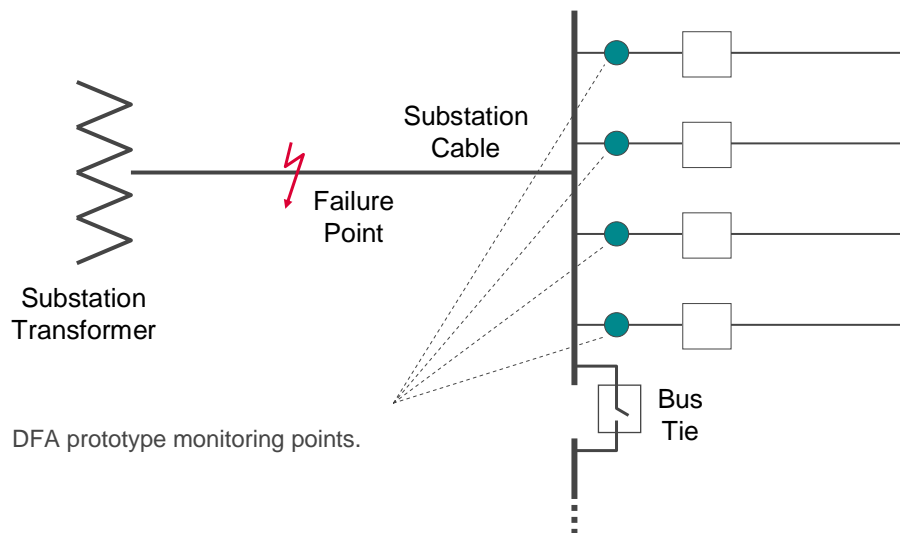 Substation
Cable
Failure
Point
Substation
Transformer
Bus
Tie
DFA prototype monitoring points.